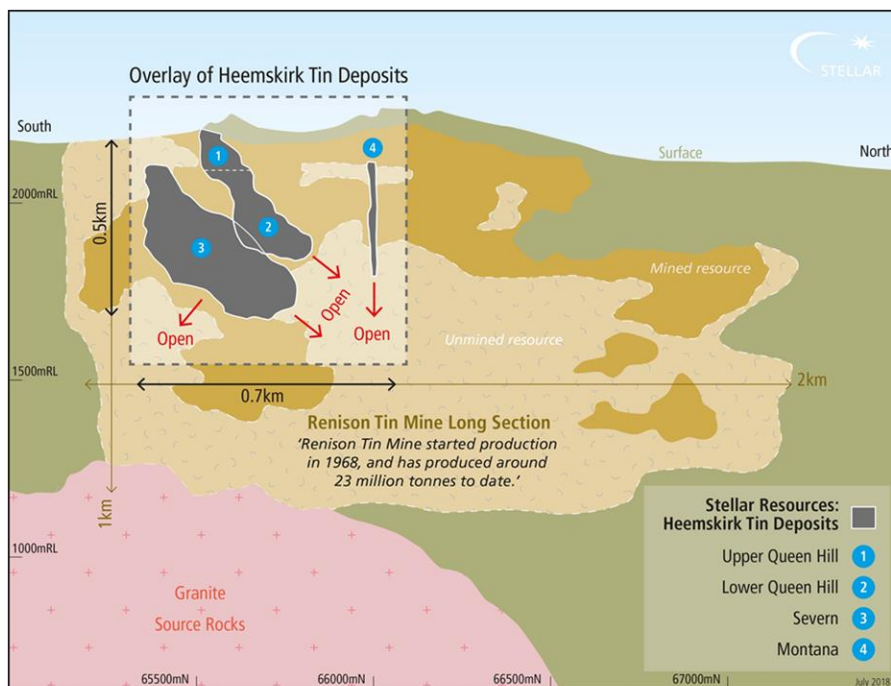 STELLAR
Overlay of Heemskirk Tin Deposits
South
4
1
Surface
North
2000mRL
0.5km
2
3
Mined resource
Open
Open
Open
Unmined resource
1500mRL
0.7km
2km
Renison Tin Mine Long Section
‘Renison Tin Mine started production
in 1968, and has produced around
23 million tonnes to date.’
1km
1000mRL
Granite
Source Rocks
Stellar Resources:
Heemskirk Tin Deposits
Upper Queen Hill 1
Lower Queen Hill 2
Severn 3
Montana 4
65500mN
66000mN
66500mN
67000mN
July 2018